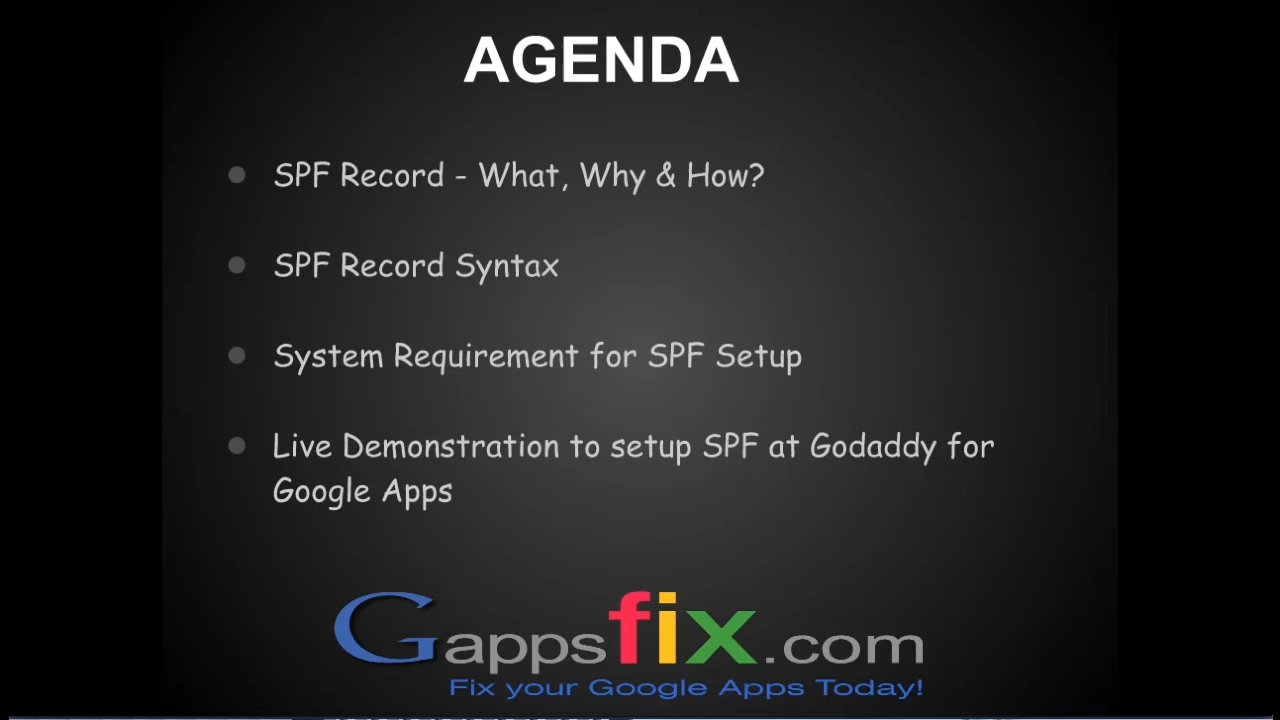 AGENDA
SPF Record - What, Why & How?
SPF Record Syntax
System Requirement for SPF Setup
Live Demonstration to setup SPF at Godaddy for
Google Apps
Gappsfix.com
Fix your Google Apps Today!